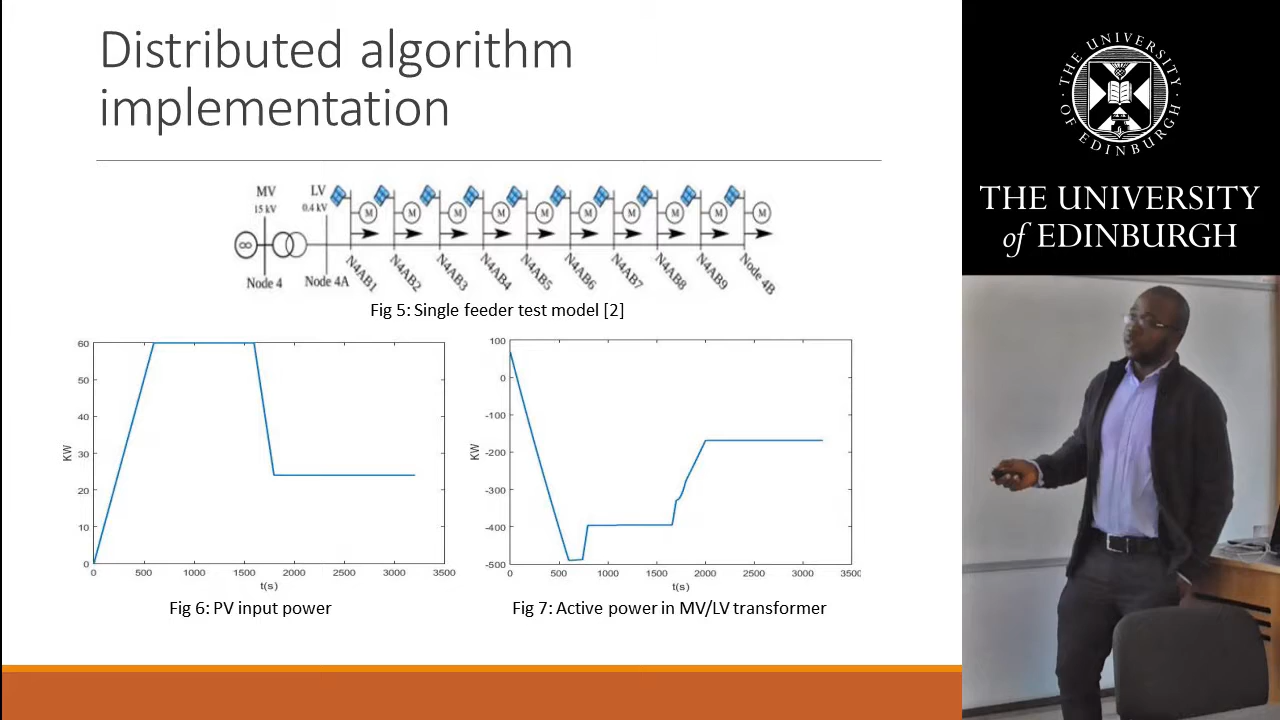 Distributed algorithm
implementation
MV
15 kV
LV
0.4 kV
M M M M M M M M M M
∞
Node 4
Node 4A
N4AB1
N4AB2
N4AB3
N4AB4
N4AB5
N4AB6
N4AB7
N4AB8
N4AB9
Node 4B
Fig 5: Single feeder test model [2]
60
50
40
30
20
10
0
KW
0 500 1000 1500 2000 2500 3000 3500
t(s)
Fig 6: PV input power
100
0
-100
-200
-300
-400
-500
KW
0 500 1000 1500 2000 2500 3000 3500
t(s)
Fig 7: Active power in MV/LV transformer
THE UNIVERSITY
OF EDINBURGH
THE UNIVERSITY
of EDINBURGH